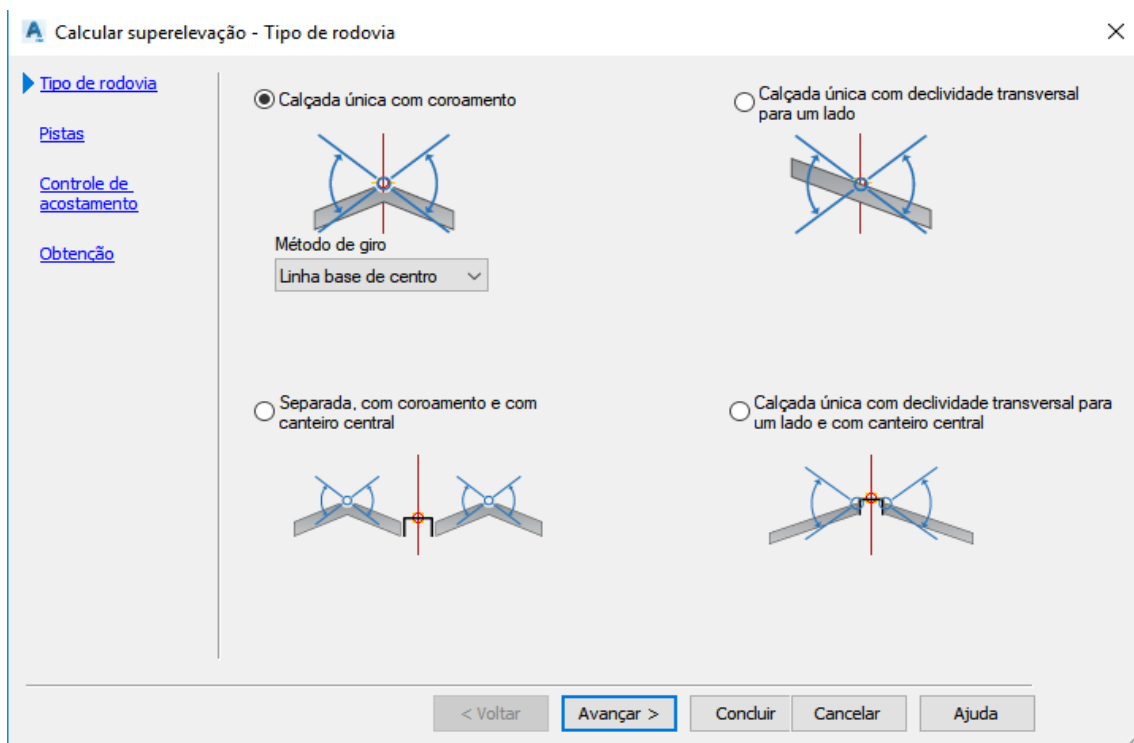 Calcular superelevação - Tipo de rodovia
Tipo de rodovia
Pistas
Controle de
acostamento
Obtenção
Calçada única com coroamento
Método de giro
Linha base de centro
Calçada única com declividade transversal
para um lado
Separada, com coroamento e com
canteiro central
Calçada única com declividade transversal para
um lado e com canteiro central
< Voltar
Avançar >
Concluir
Cancelar
Ajuda